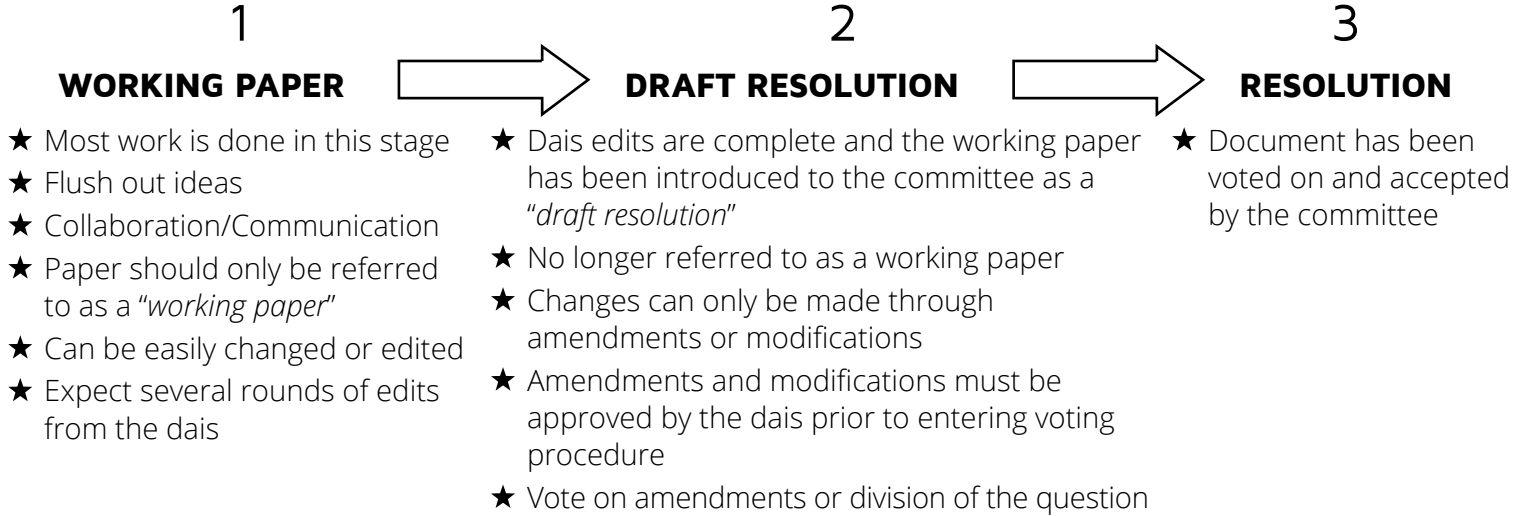 1
WORKING PAPER
★ Most work is done in this stage
★ Flush out ideas
★ Collaboration/Communication
★ Paper should only be referred
to as a “working paper”
★ Can be easily changed or edited
★ Expect several rounds of edits
from the dais
2
DRAFT RESOLUTION
★ Dais edits are complete and the working paper
has been introduced to the committee as a
“draft resolution”
★ No longer referred to as a working paper
★ Changes can only be made through
amendments or modifications
★ Amendments and modifications must be
approved by the dais prior to entering voting
procedure
★ Vote on amendments or division of the question
3
RESOLUTION
★ Document has been
voted on and accepted
by the committee